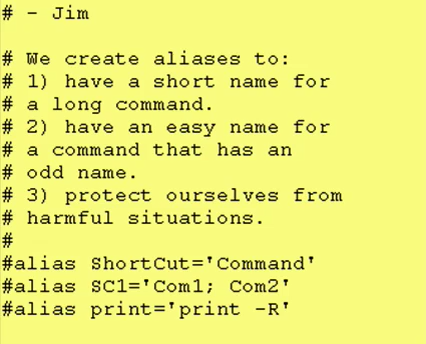 # - Jim
# We create aliases to:
# 1) have a short name for
# a long command.
# 2) have an easy name for
# a command that has an
# odd name.
# 3) protect ourselves from
# harmful situations.
#
#alias ShortCut='Command'
#alias SC1='Com1; Com2'
#alias print='print -R'